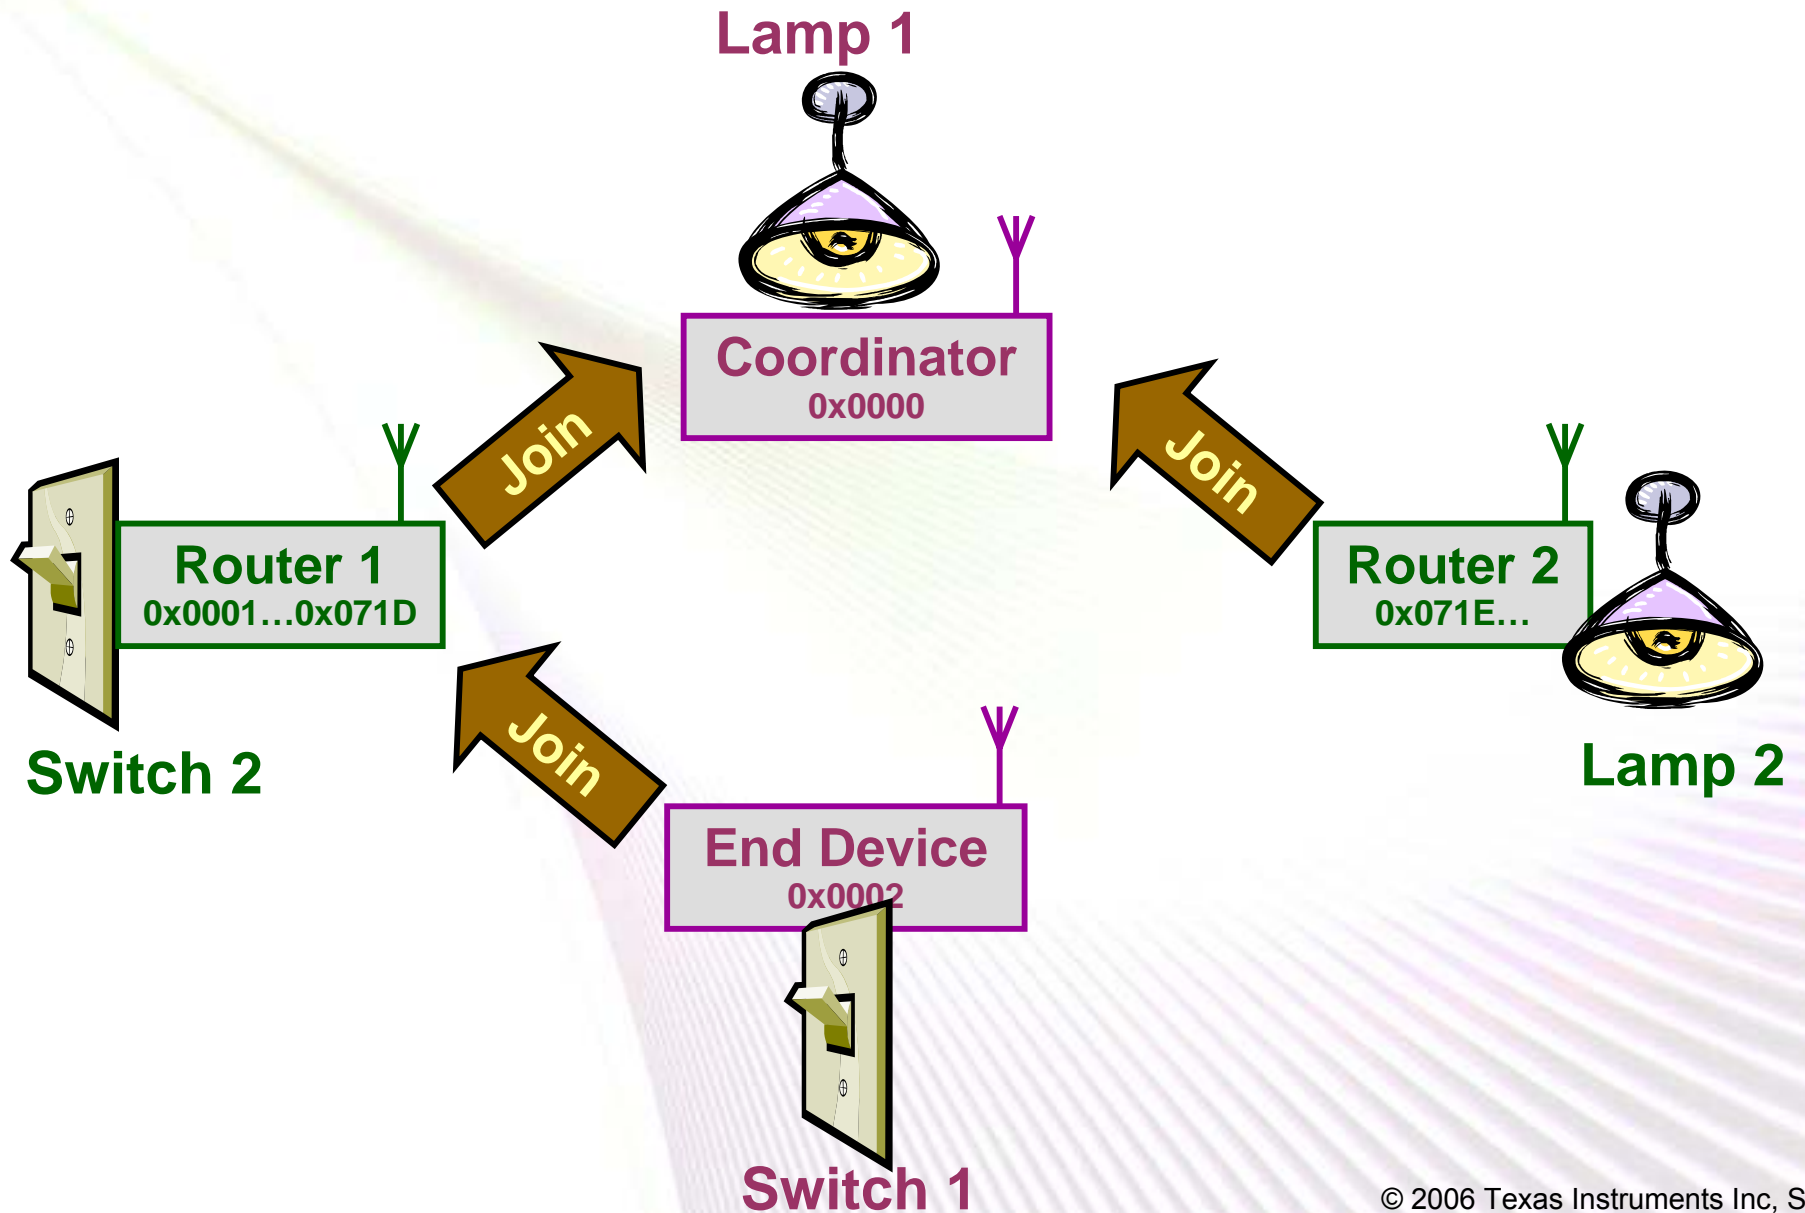 Lamp 1
Coordinator
0x0000
Join
Join
Router 1
0x0001...0x071D
Router 2
0x071E...
Switch 2
Join
Lamp 2
End Device
0x0002
Switch 1
© 2006 Texas Instruments Inc, S